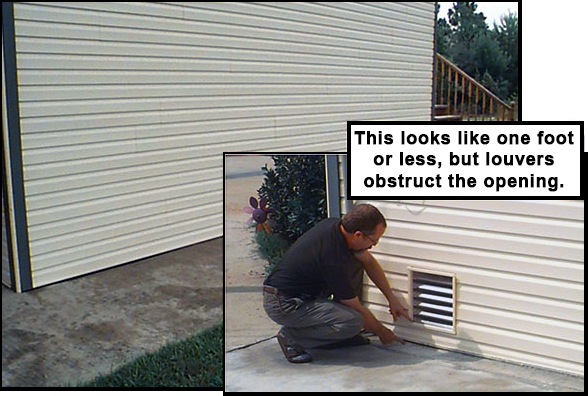 This looks like one foot
or less, but louvers
obstruct the opening.